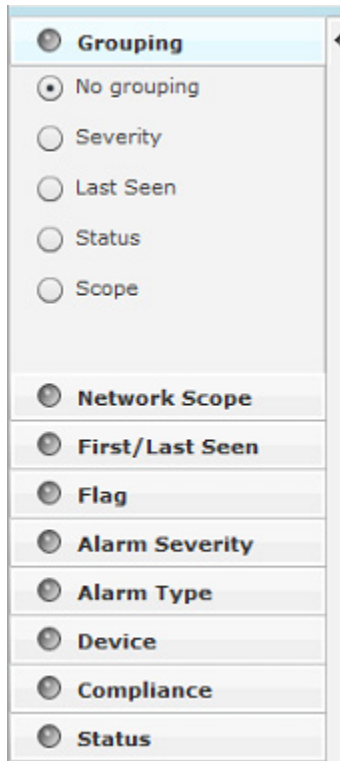 Grouping
No grouping
Severity
Last Seen
Status
Scope
Network Scope
First/Last Seen
Flag
Alarm Severity
Alarm Type
Device
Compliance
Status